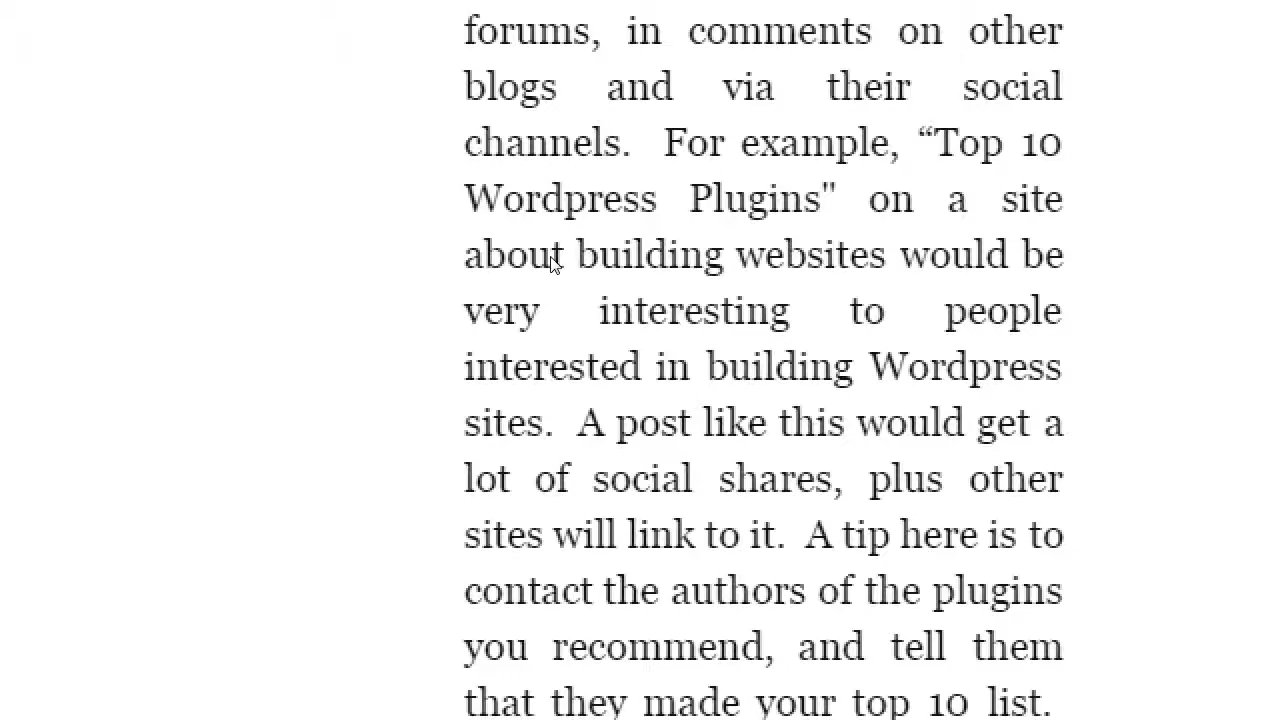 forums, in comments on other
blogs and via their social
channels. For example, “Top 10
Wordpress Plugins" on a site
about building websites would be
very interesting to people
interested in building Wordpress
sites. A post like this would get a
lot of social shares, plus other
sites will link to it. A tip here is to
contact the authors of the plugins
you recommend, and tell them
that they made your top 10 list.